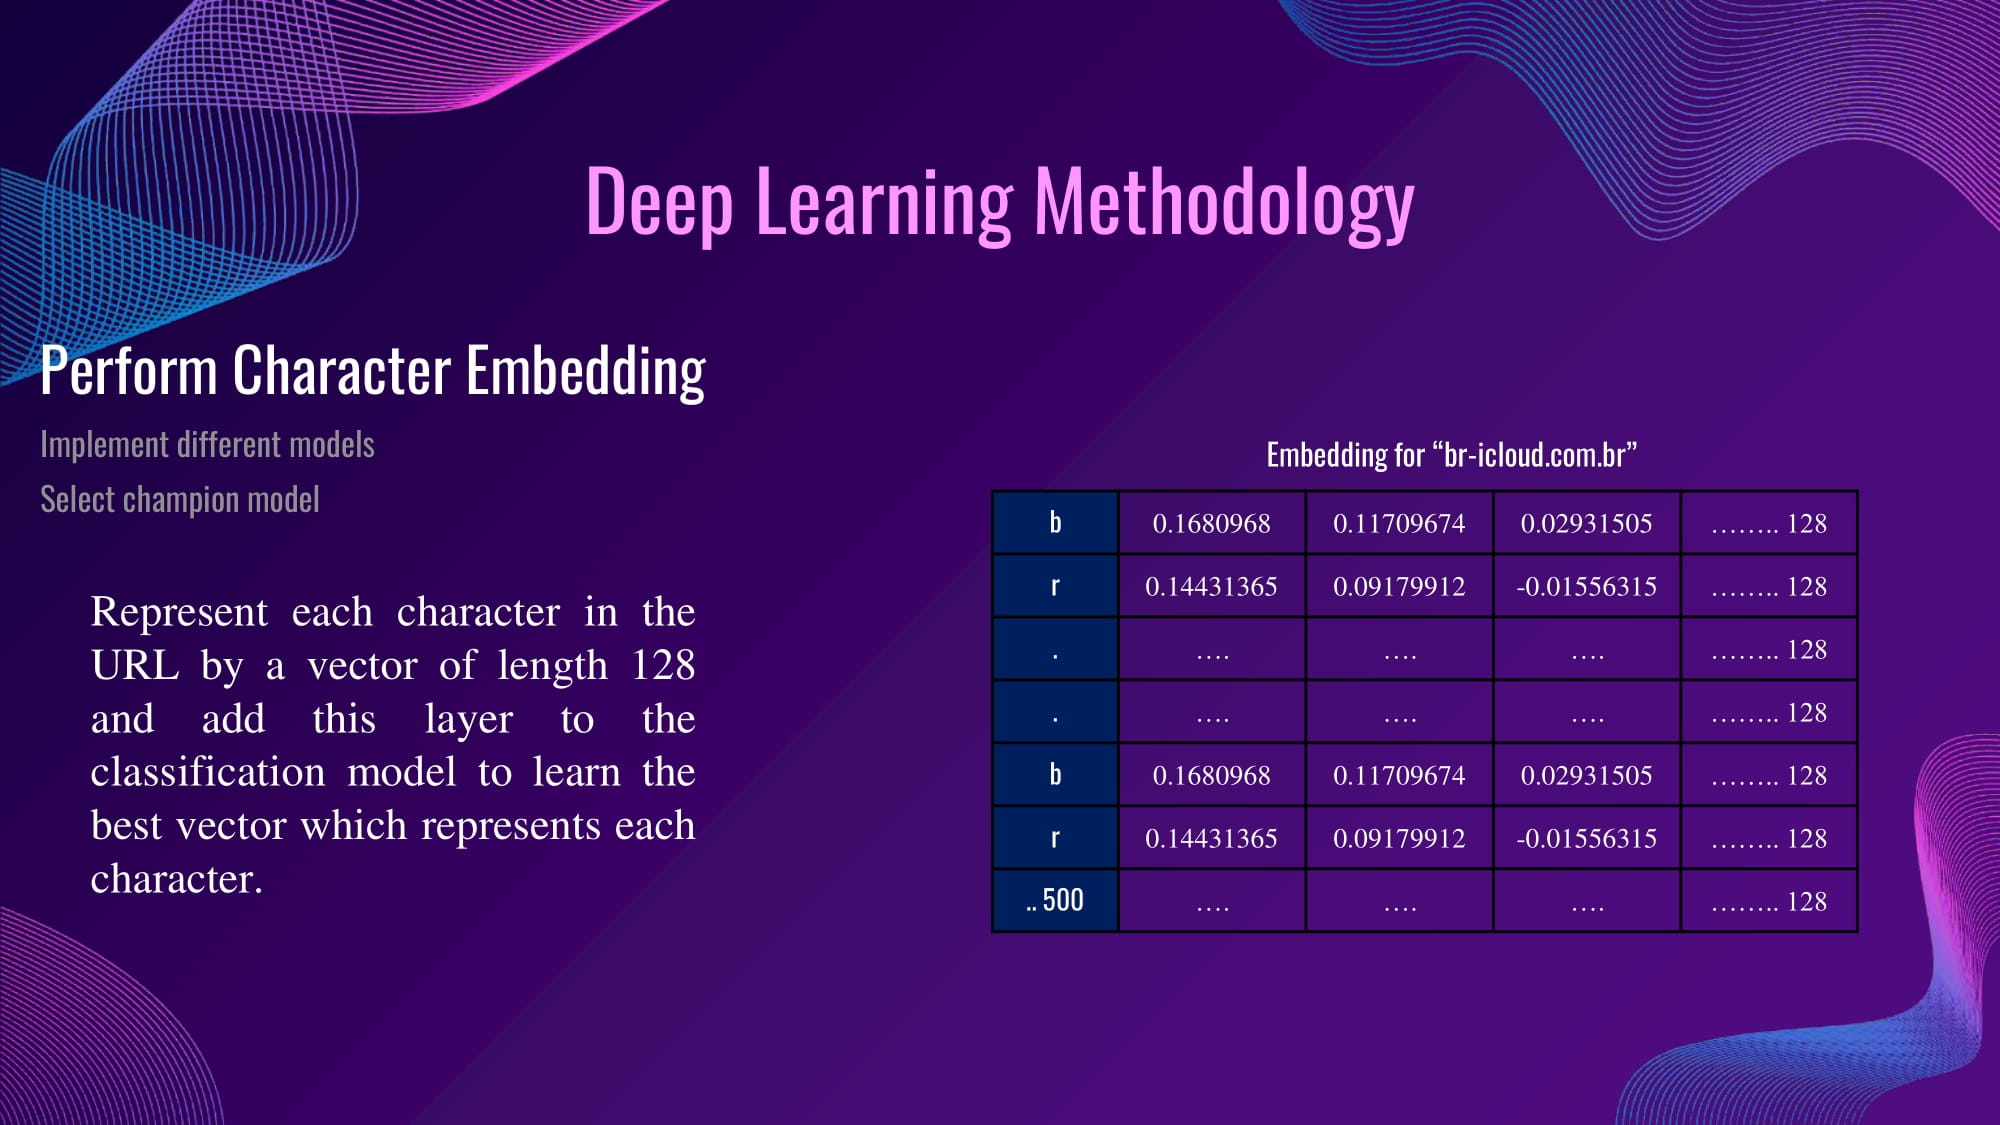 Deep Learning Methodology
Perform Character Embedding
Implement different models
Select champion model
Represent each character in the
URL by a vector of length 128
and add this layer to the
classification model to learn the
best vector which represents each
character.
Embedding for “br-icloud.com.br”
b 0.1680968 0.11709674 0.02931505 …….. 128
r 0.14431365 0.09179912 -0.01556315 …….. 128
. …. …. …. …….. 128
. …. …. …. …….. 128
b 0.1680968 0.11709674 0.02931505 …….. 128
r 0.14431365 0.09179912 -0.01556315 …….. 128
.. 500 …. …. …. …….. 128